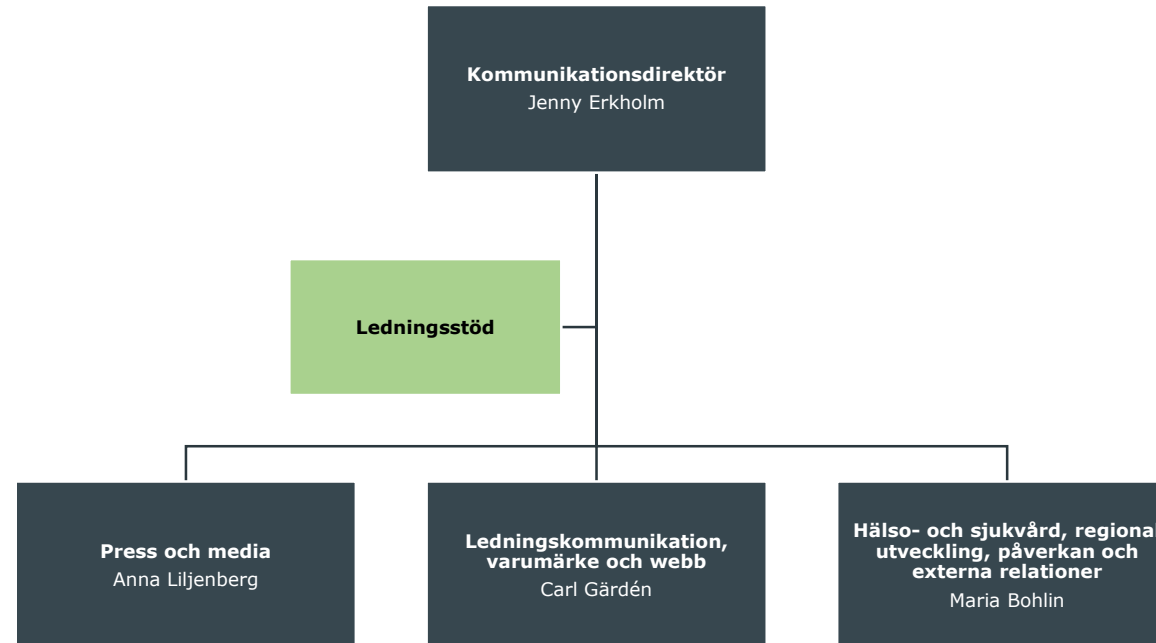 Kommunikationsdirektör
Jenny Erkholm
Ledningsstöd
Press och media
Anna Liljenberg
Ledningskommunikation,
varumärke och webb
Carl Gärdén
Hälso- och sjukvård, regional
utveckling, påverkan och
externa relationer
Maria Bohlin